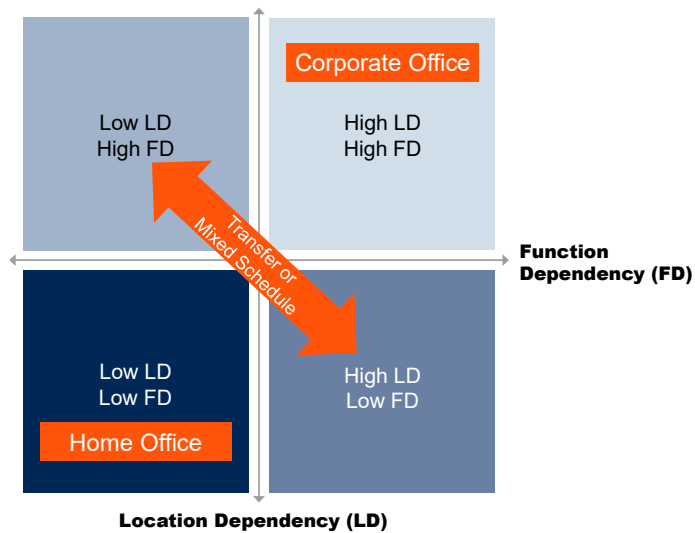 Corporate Office
Low LD
High FD
High LD
High FD
Transfer or
Mixed Schedule
Function
Dependency (FD)
Low LD
Low FD
High LD
Low FD
Home Office
Location Dependency (LD)